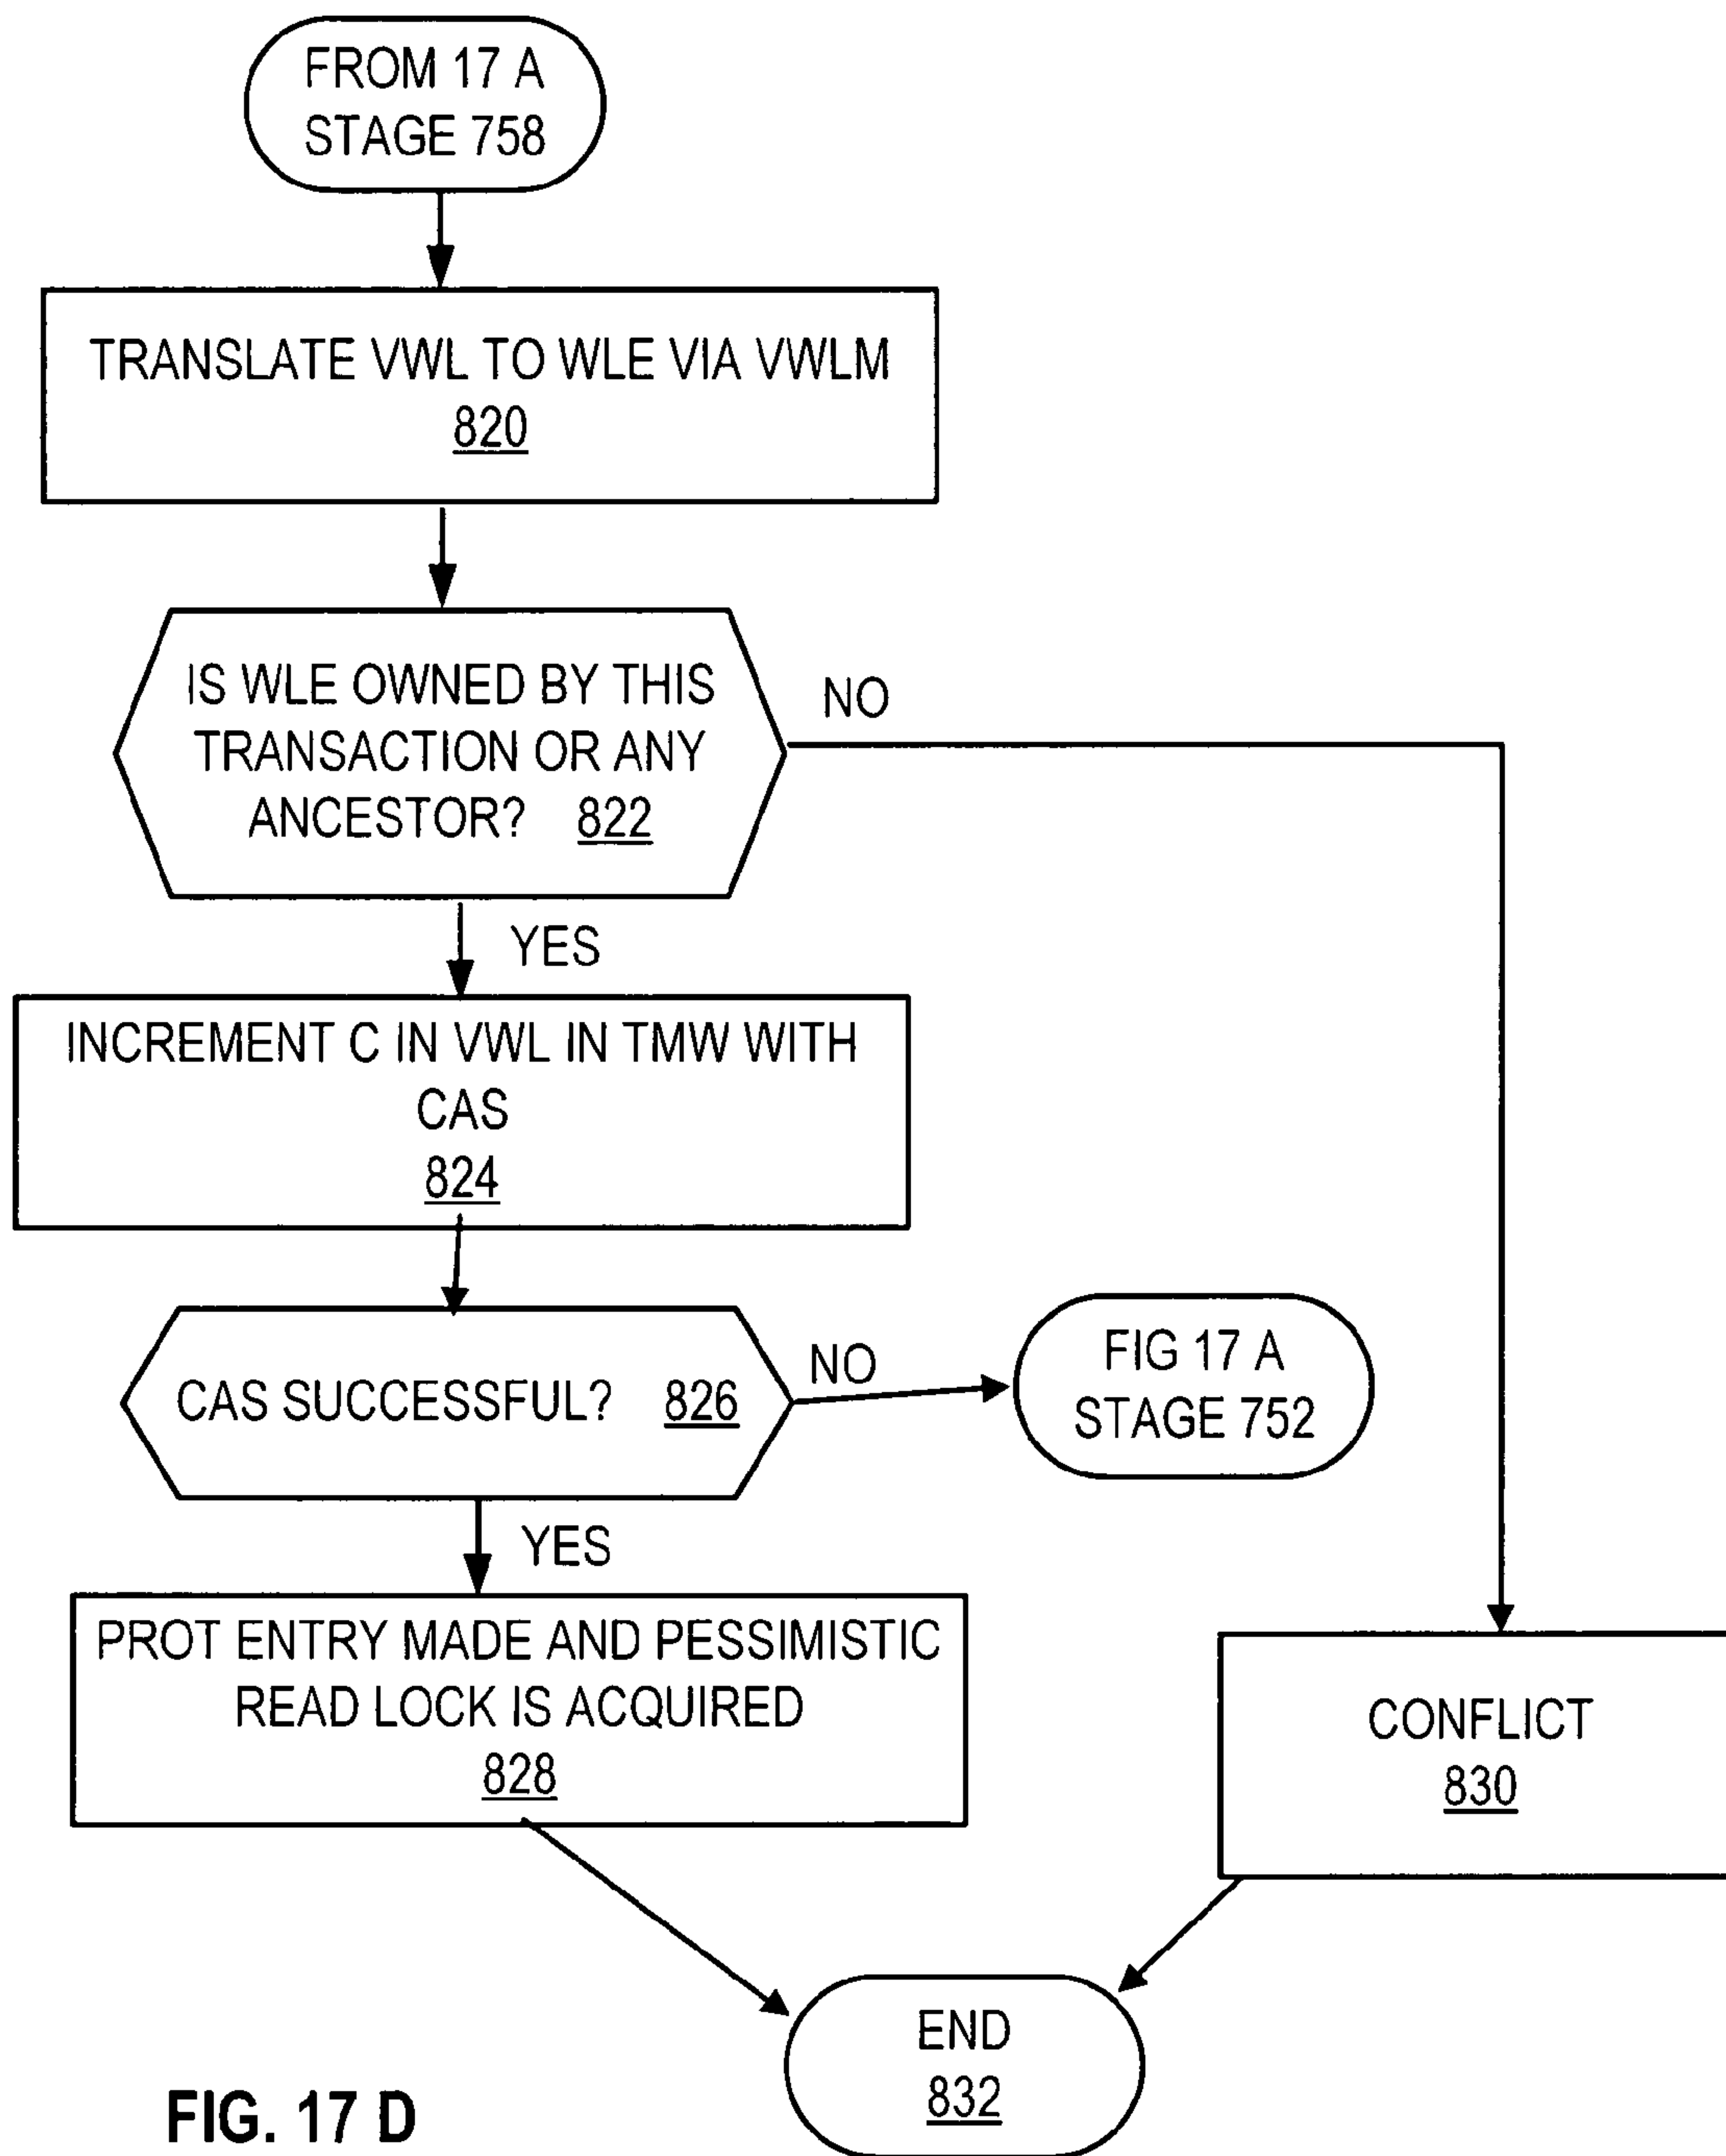 FROM 17 A
STAGE 758
TRANSLATE VWL TO WLE VIA VWLM
820
IS WLE OWNED BY THIS
TRANSACTION OR ANY
ANCESTOR? 822
NO
YES
INCREMENT C IN VWL IN TMW WITH
CAS
824
CAS SUCCESSFUL? 826
NO
FIG 17 A
STAGE 752
YES
PROT ENTRY MADE AND PESSIMISTIC
READ LOCK IS ACQUIRED
828
CONFLICT
830
END
832
FIG. 17 D